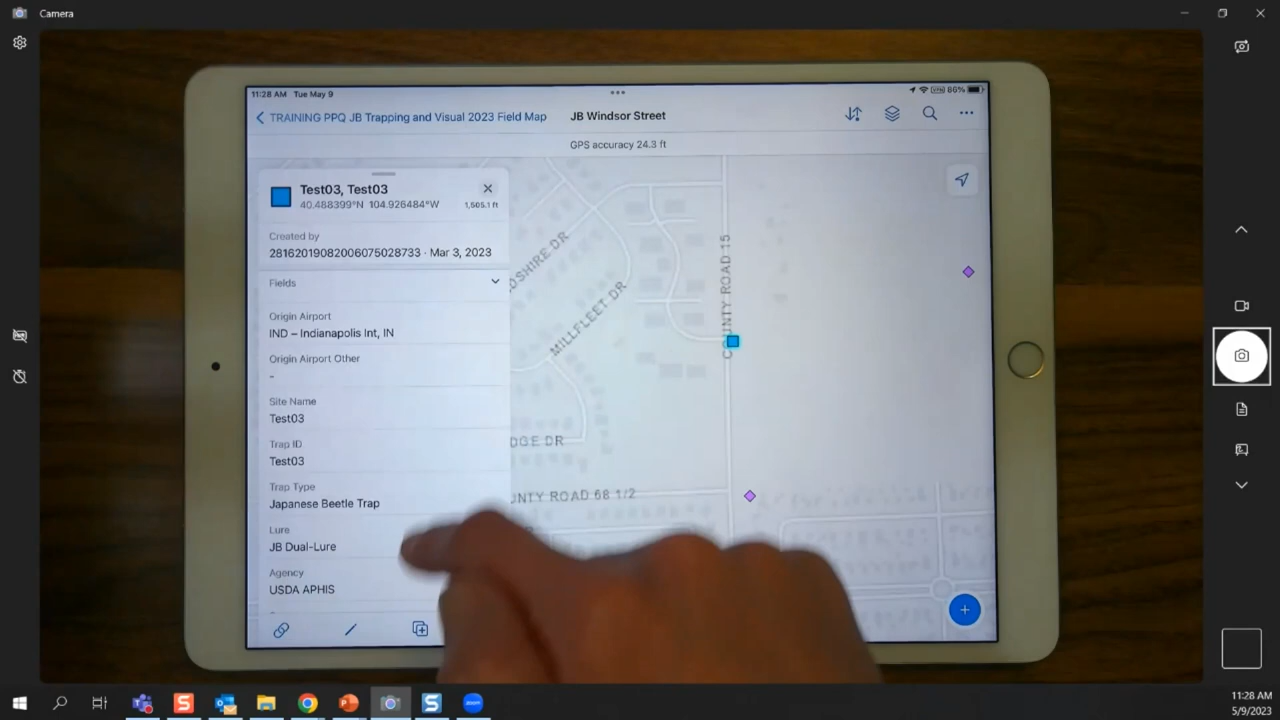 Camera
11:28 AM Tue May 9
86%
TRAINING PPQ JB Trapping and Visual 2023 Field Map
JB Windsor Street
GPS accuracy 24.3 ft
Test03, Test03
40.488399°N 104.926484°W
1,505.1 ft
Created by
28162019082006075028733 · Mar 3, 2023
Fields
Origin Airport
IND – Indianapolis Int, IN
Origin Airport Other
-
Site Name
Test03
Trap ID
Test03
Trap Type
Japanese Beetle Trap
Lure
JB Dual-Lure
Agency
USDA APHIS
DSHIRE DR
MILLFLEET DR
COUNTY ROAD 15
DGE DR
UNTY ROAD 68 1/2
11:28 AM
5/9/2023